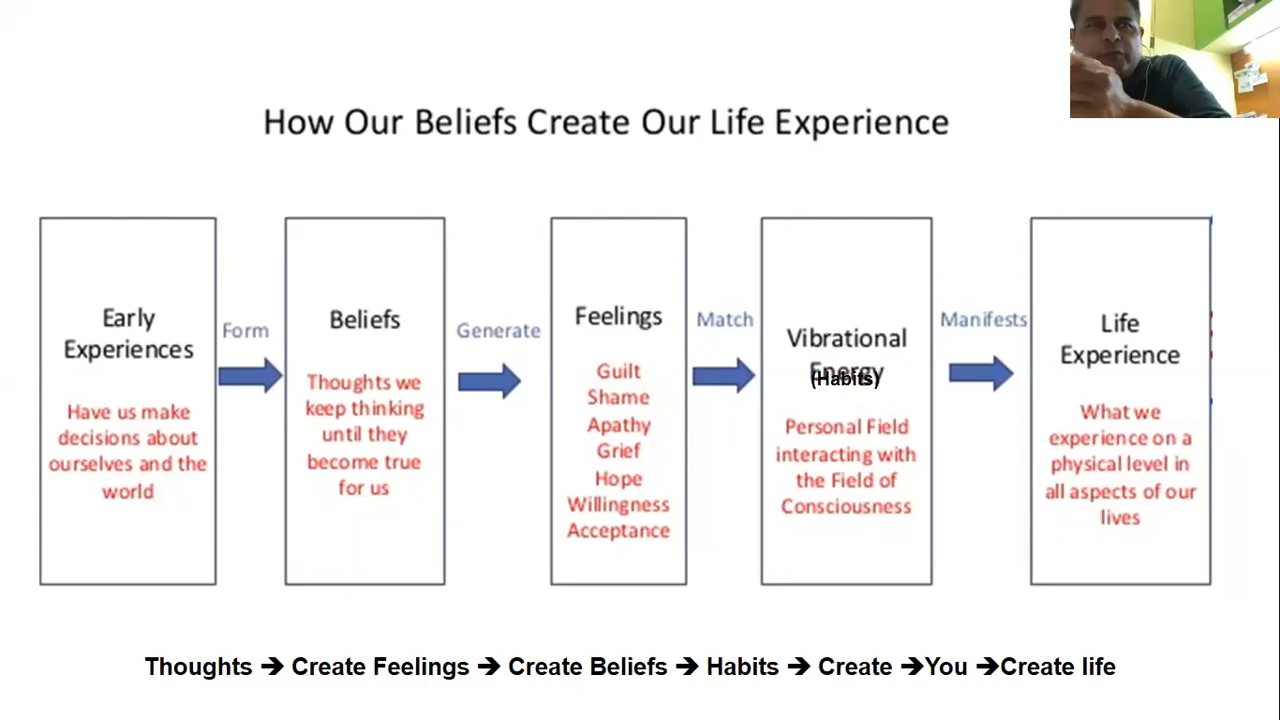 How Our Beliefs Create Our Life Experience
Early
Experiences
Have us make
decisions about
ourselves and the
world
Form
Beliefs
Thoughts we
keep thinking
until they
become true
for us
Generate
Feelings
Guilt
Shame
Apathy
Grief
Hope
Willingness
Acceptance
Match
Vibrational
Energy
(Habits)
Personal Field
interacting with
the Field of
Consciousness
Manifests
Life
Experience
What we
experience on a
physical level in
all aspects of our
lives
Thoughts ➔ Create Feelings ➔ Create Beliefs ➔ Habits ➔ Create ➔You ➔Create life